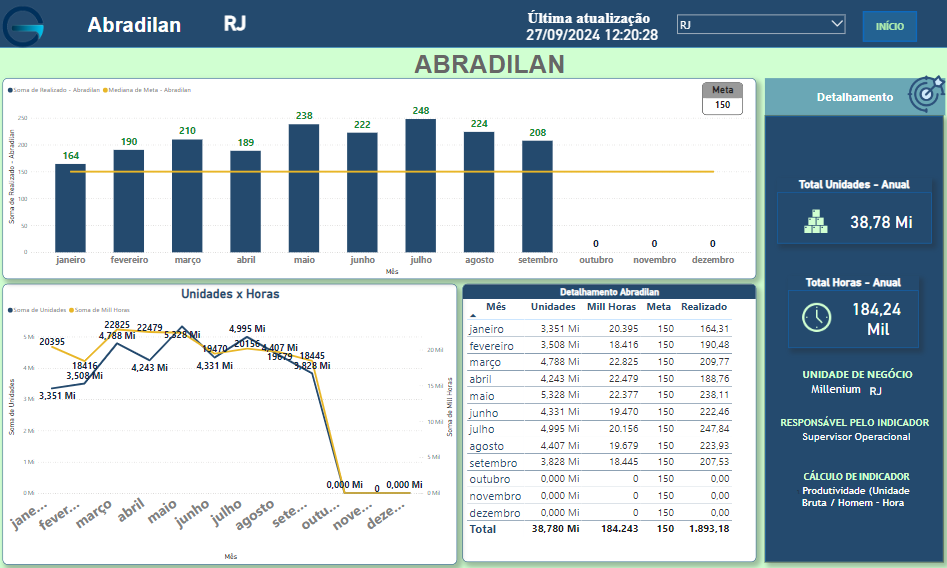 Abradilan
RJ
Última atualização
27/09/2024 12:20:28
RJ
INÍCIO
ABRADILAN
Soma de Realizado - Abradilan Mediana de Meta - Abradilan
Meta
150
Soma de Realizado - Abradilan
250
200
150
100
50
0
164
190
210
189
238
222
248
224
208
0
0
0
janeiro
fevereiro
março
abril
maio
junho
julho
agosto
setembro
outubro
novembro
dezembro
Mês
Detalhamento
Total Unidades - Anual
38,78 Mi
Total Horas - Anual
184,24
Mil
UNIDADE DE NEGÓCIO
Millenium RJ
RESPONSÁVEL PELO INDICADOR
Supervisor Operacional
CÁLCULO DE INDICADOR
Produtividade (Unidade
Bruta / Homem - Hora
Unidades x Horas
Soma de Unidades Soma de Mill Horas
Soma de Unidades
5 Mi
4 Mi
3 Mi
2 Mi
1 Mi
0 Mi
20395
18416
22825
22479
19470
20156
19679
18445
0
3,351 Mi
3,508 Mi
4,788 Mi
4,243 Mi
5,328 Mi
4,331 Mi
4,995 Mi
4,407 Mi
3,828 Mi
0,000 Mi
0,000 Mi
20 Mil
15 Mil
10 Mil
5 Mil
0 Mil
Soma de Mill Horas
jane...
fever...
março
abril
maio
junho
julho
agosto
sete...
outu...
nove...
deze...
Mês
Detalhamento Abradilan
Mês Unidades Mill Horas Meta Realizado
janeiro 3,351 Mi 20.395 150 164,31
fevereiro 3,508 Mi 18.416 150 190,48
março 4,788 Mi 22.825 150 209,77
abril 4,243 Mi 22.479 150 188,76
maio 5,328 Mi 22.377 150 238,11
junho 4,331 Mi 19.470 150 222,46
julho 4,995 Mi 20.156 150 247,84
agosto 4,407 Mi 19.679 150 223,93
setembro 3,828 Mi 18.445 150 207,53
outubro 0,000 Mi 0 150 0,00
novembro 0,000 Mi 0 150 0,00
dezembro 0,000 Mi 0 150 0,00
Total 38,780 Mi 184.243 150 1.893,18